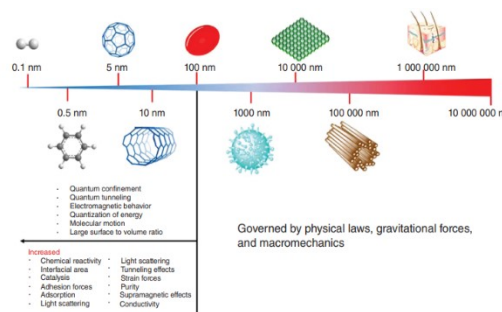 0.1 nm
5 nm
100 nm
10 000 nm
1 000 000 nm
0.5 nm
10 nm
1000 nm
100 000 nm
10 000 000 n
· Quantum confinement
· Quantum tunneling
· Electromagnetic behavior
· Quantization of energy
· Molecular motion
· Large surface to volume ratio
Governed by physical laws, gravitational forces,
and macromechanics
Increased
· Chemical reactivity
· Interfacial area
· Catalysis
· Adhesion forces
· Adsorption
· Light scattering
· Light scattering
· Tunneling effects
· Strain forces
· Purity
· Supramagnetic effects
· Conductivity